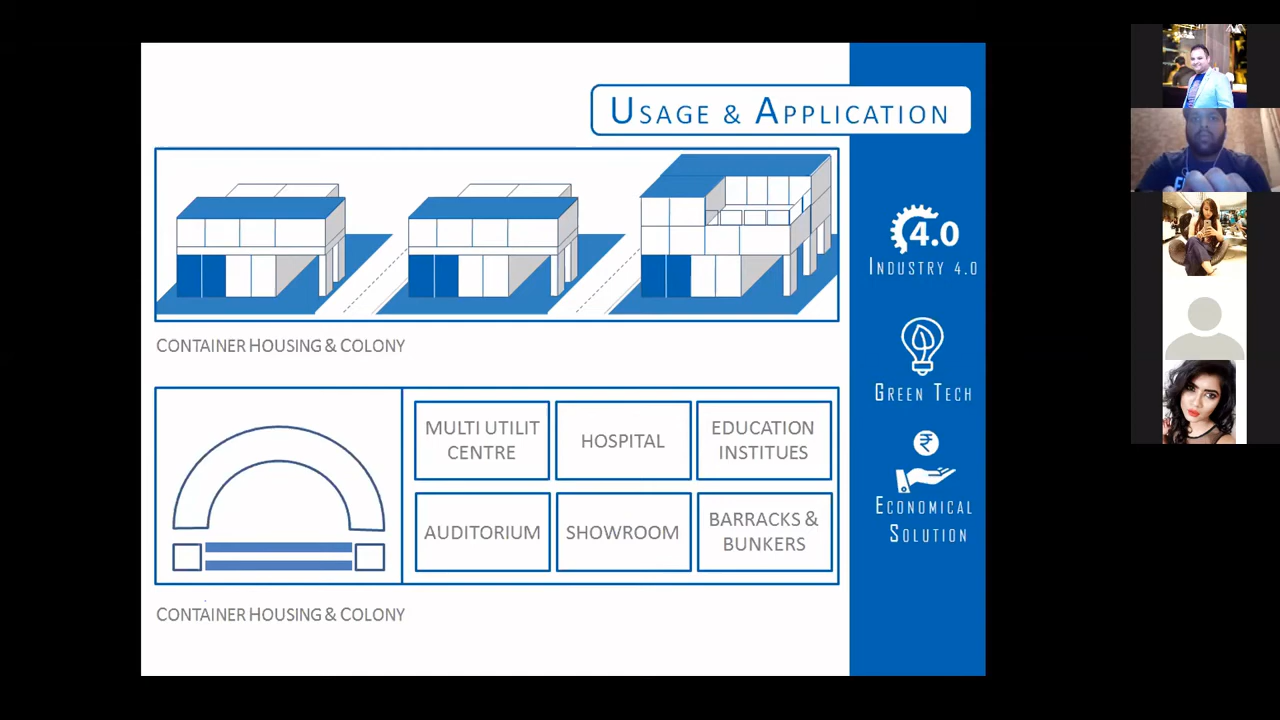 USAGE & APPLICATION
CONTAINER HOUSING & COLONY
MULTI UTILIT
CENTRE
HOSPITAL
EDUCATION
INSTITUES
AUDITORIUM
SHOWROOM
BARRACKS &
BUNKERS
CONTAINER HOUSING & COLONY
4.0
INDUSTRY 4.0
GREEN TECH
₹
ECONOMICAL
SOLUTION